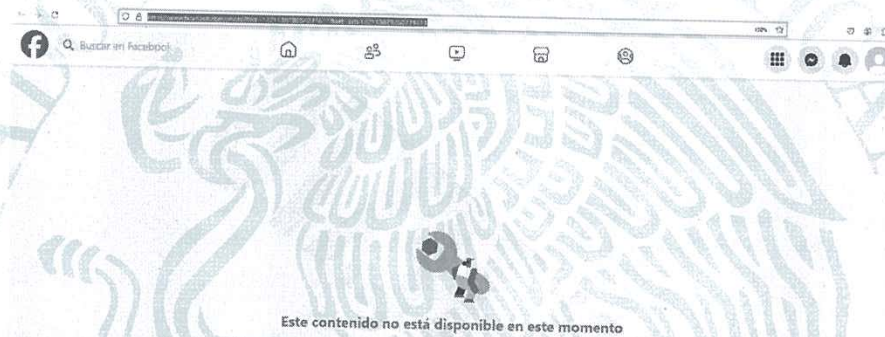 Buscar en Facebook
Este contenido no está disponible en este momento